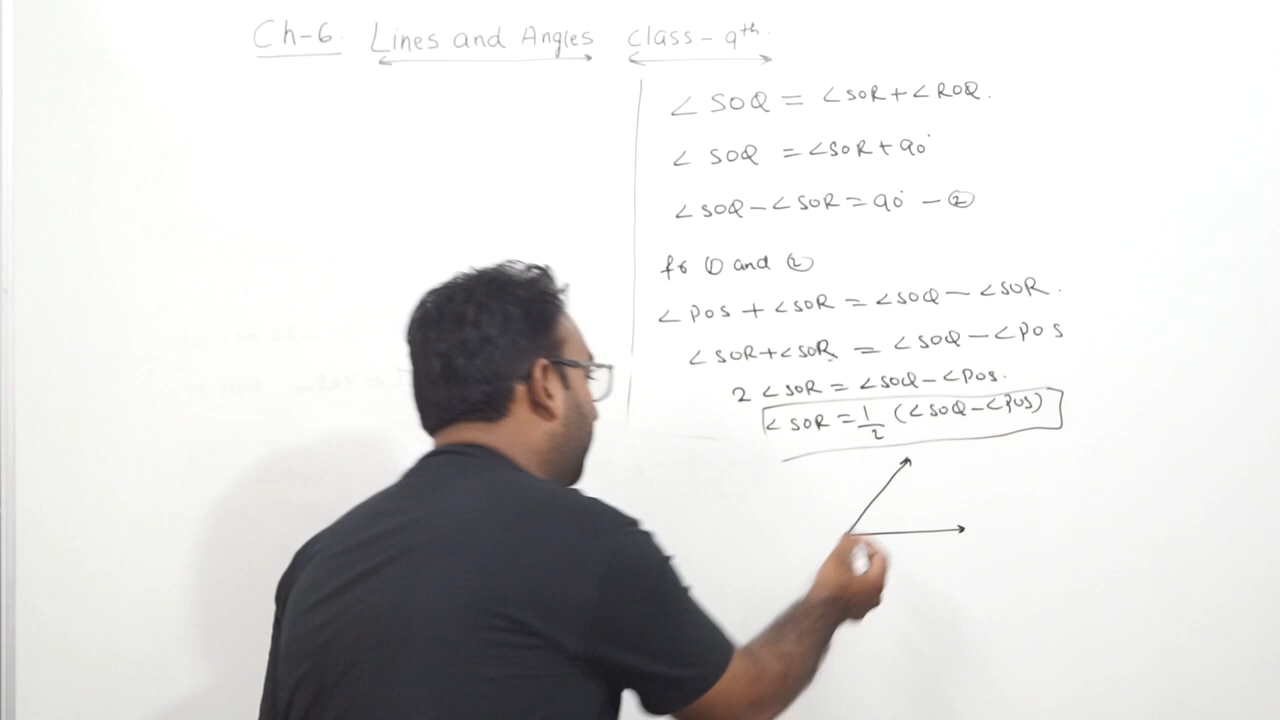 Ch-6. Lines and Angles. Class - 9th.
∠ SOQ = ∠SOR + ∠ROQ.
∠ SOQ = ∠SOR + 90°
∠SOQ - ∠SOR = 90° - ②
fr ① and ②
∠POS + ∠SOR = ∠SOQ - ∠SOR.
∠SOR + ∠SOR = ∠SOQ - ∠POS
2 ∠SOR = ∠SOQ - ∠POS.
∠SOR = 1/2 (∠SOQ - ∠POS)